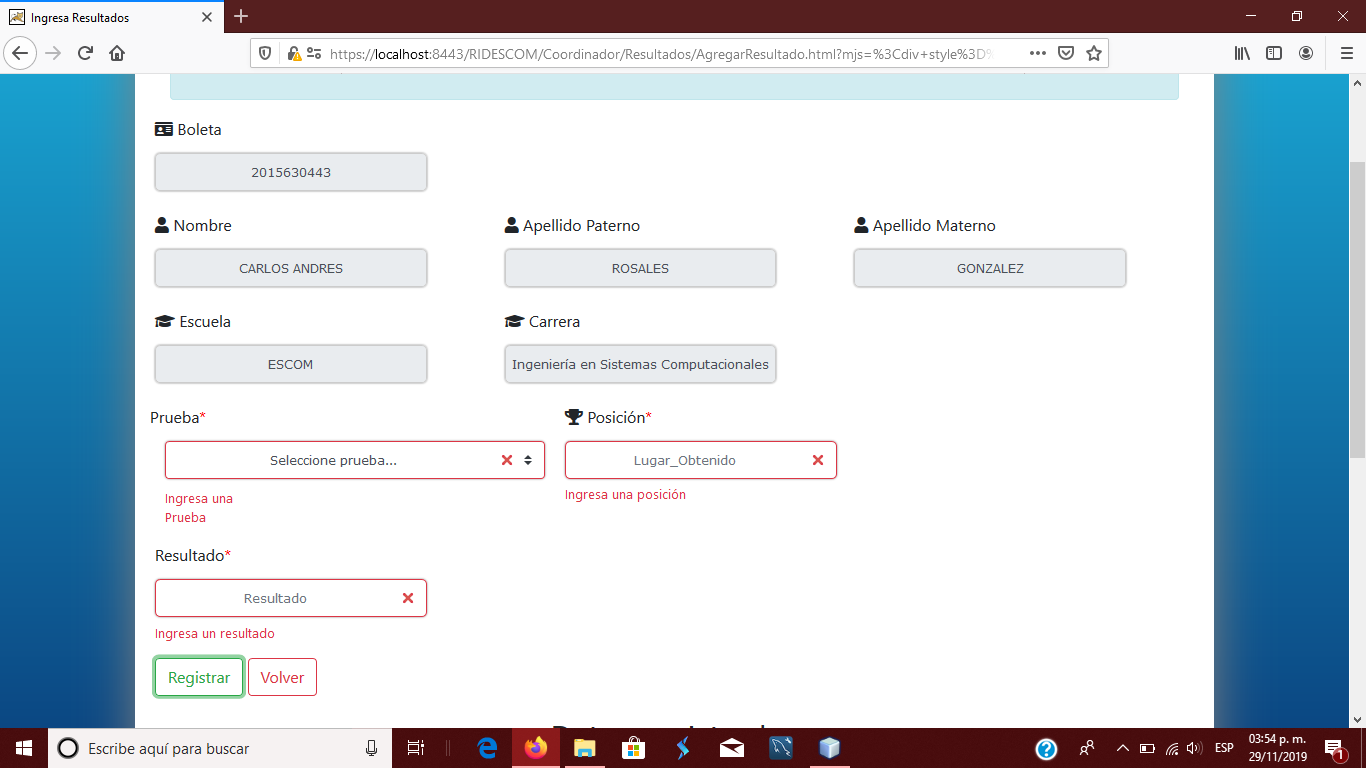 Ingresa Resultados
https://localhost:8443/RIDESCOM/Coordinador/Resultados/AgregarResultado.html?mjs=%3Cdiv+style%3D%
Boleta
2015630443
Nombre Apellido Paterno Apellido Materno
CARLOS ANDRES ROSALES GONZALEZ
Escuela Carrera
ESCOM Ingeniería en Sistemas Computacionales
Prueba* Posición*
Seleccione prueba... Lugar_Obtenido
Ingresa una Ingresa una posición
Prueba
Resultado*
Resultado
Ingresa un resultado
Registrar Volver
Escribe aquí para buscar
ESP
03:54 p. m.
29/11/2019
1